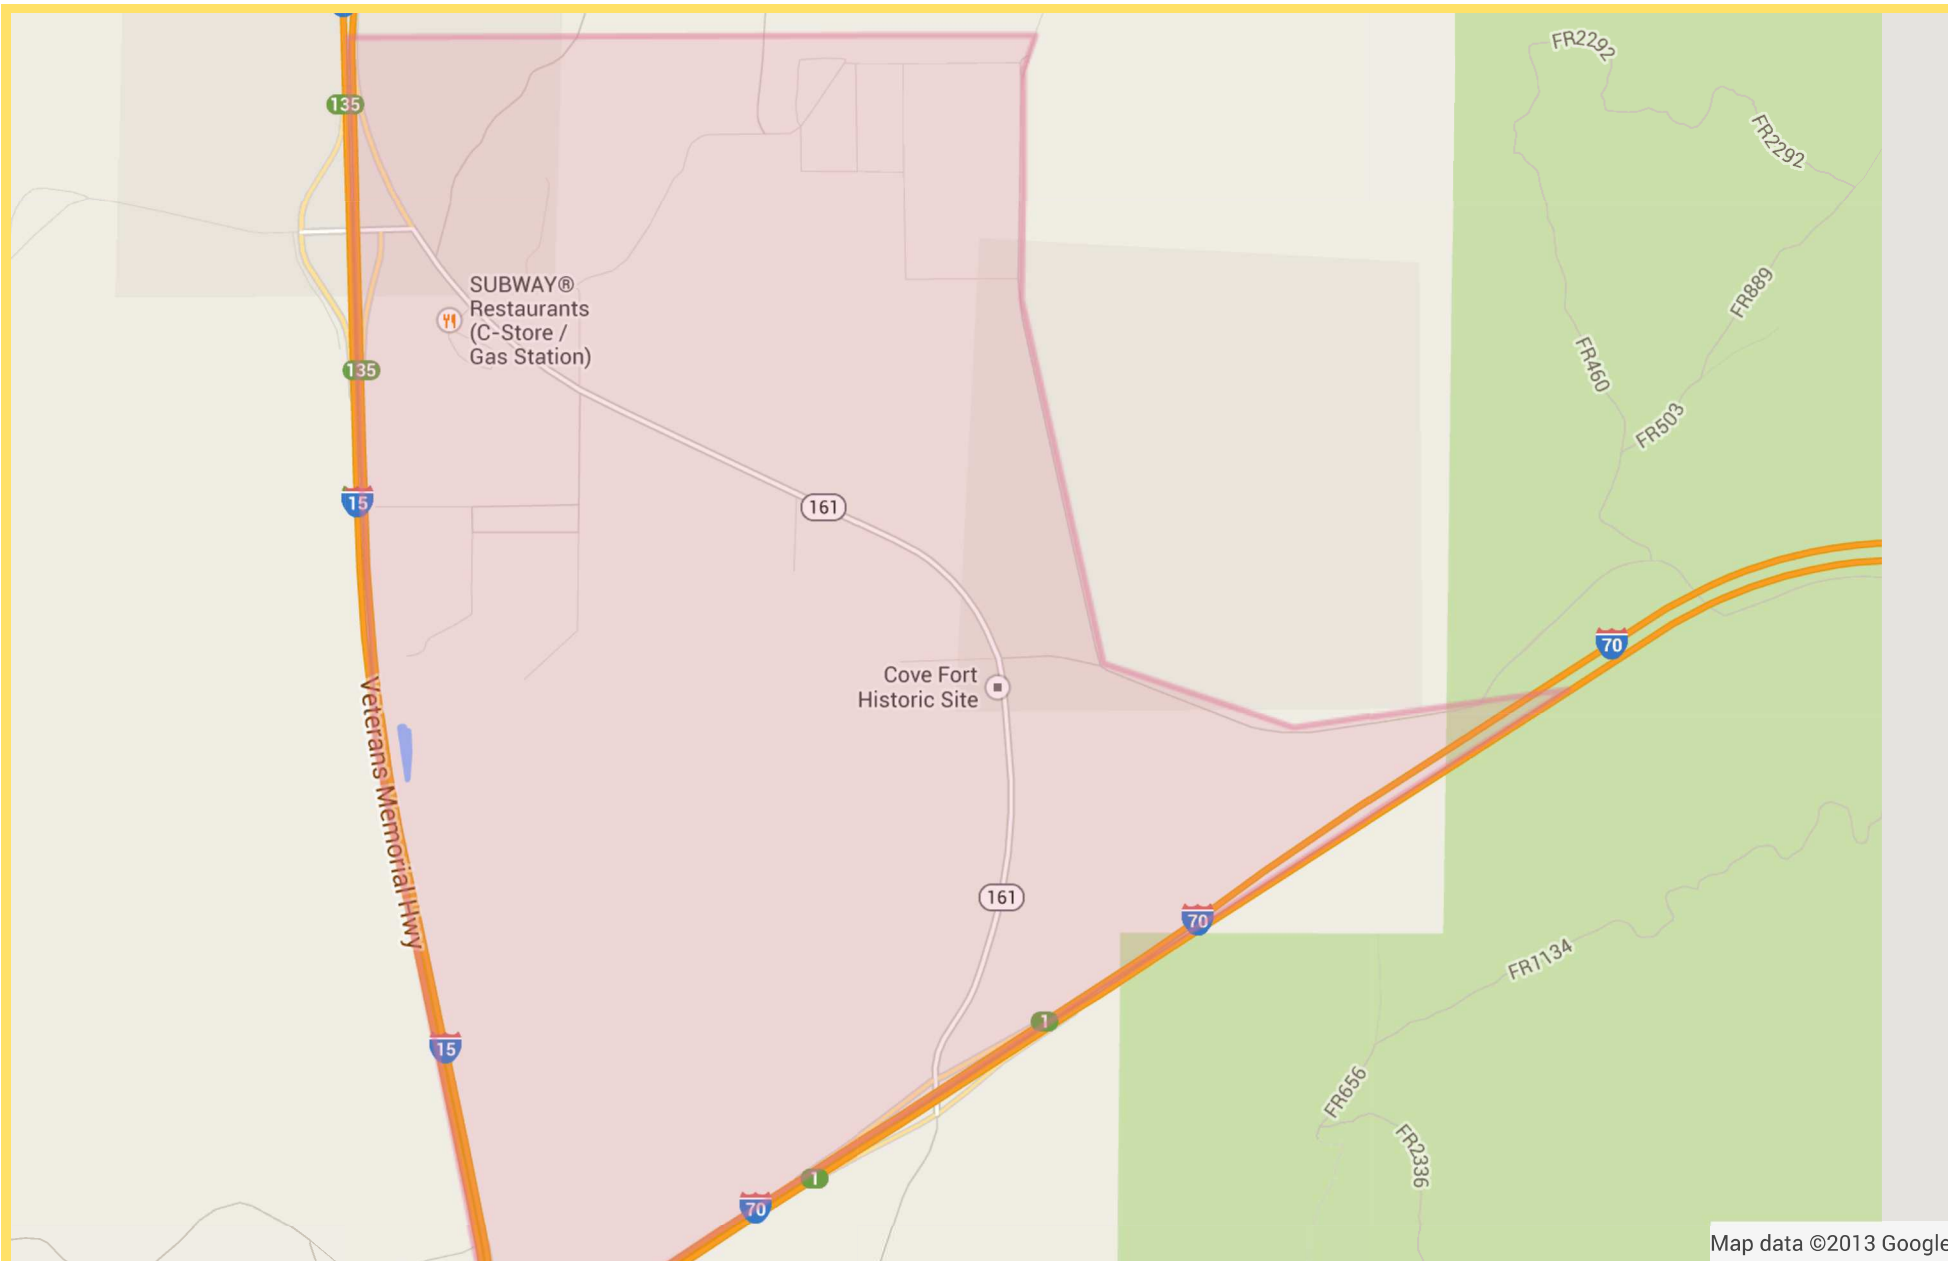 FR2292
135
FR2292
SUBWAY®
Restaurants
(C-Store /
Gas Station)
FR889
135
FR460
FR503
15
161
70
Cove Fort
Historic Site
Veterans Memorial Hwy
161
70
FR1134
1
15
FR656
FR2336
1
70
Map data ©2013 Google